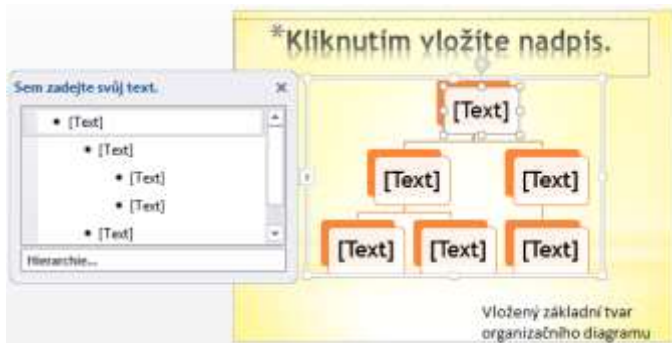 *Kliknutím vložíte nadpis.
Sem zadejte svůj text.
• [Text]
• [Text]
• [Text]
• [Text]
• [Text]
Hierarchie...
[Text]
[Text] [Text]
[Text] [Text] [Text]
Vložený základní tvar
organizačního diagramu